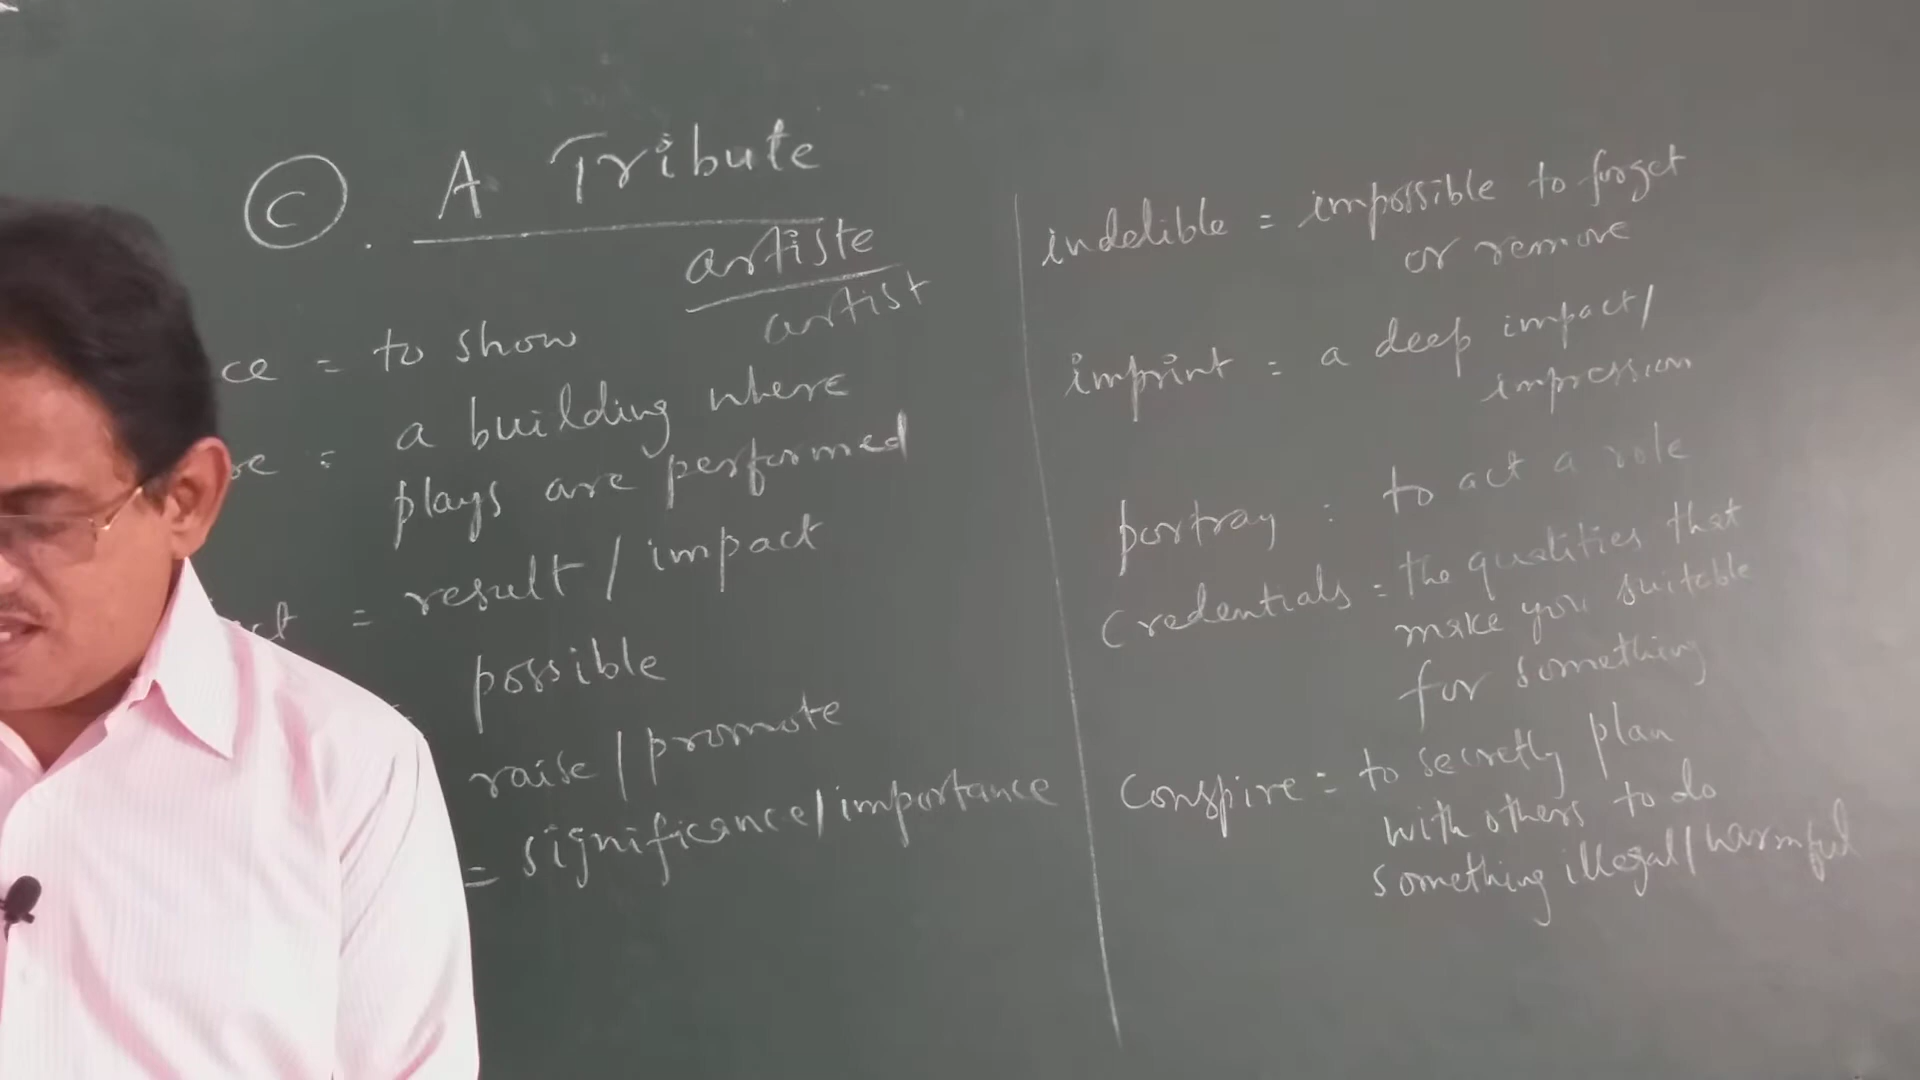 C. A Tribute
artiste
artist
ce = to show
re = a building where
plays are performed
ct = result / impact
possible
raise / promote
= significance / importance
indelible = impossible to forget
or remove
imprint = a deep impact /
impression
portray : to act a role
Credentials = the qualities that
make you suitable
for something
Conspire = to secretly plan
with others to do
something illegal / harmful